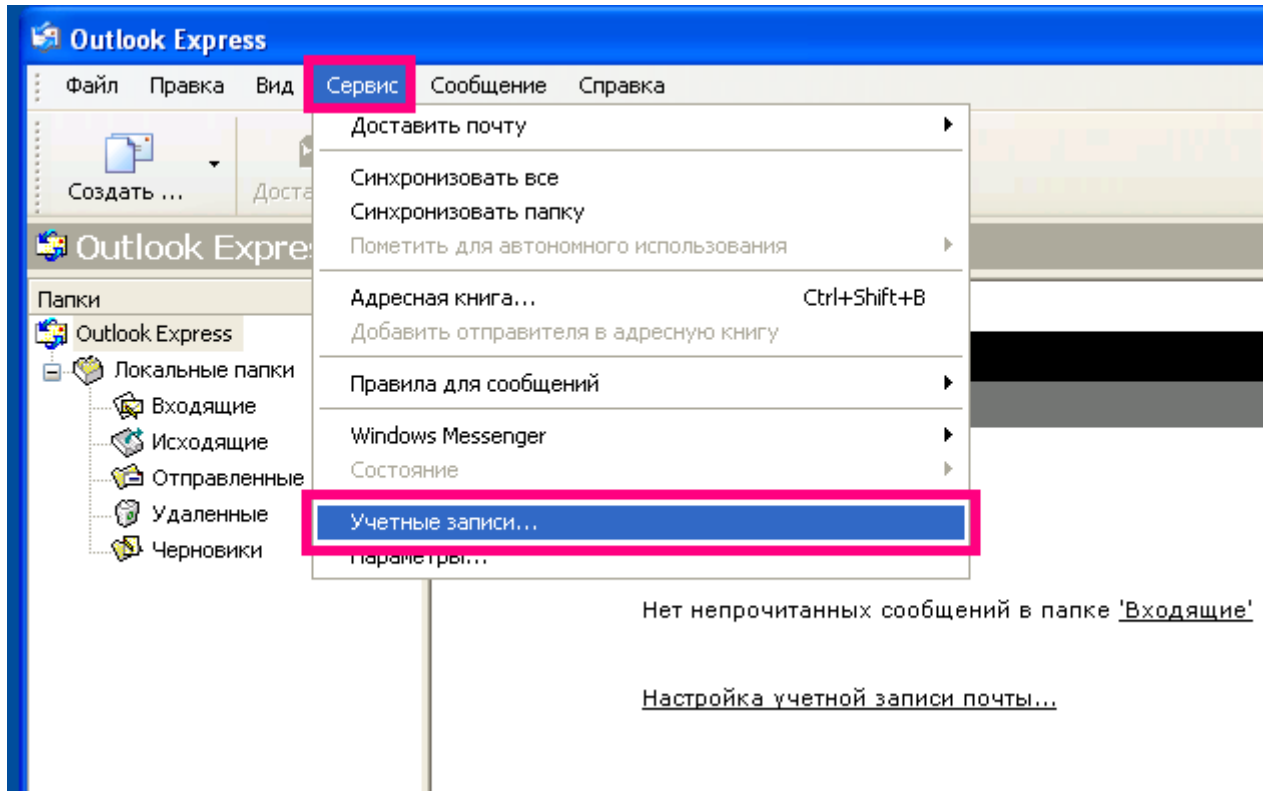 Outlook Express
Файл Правка Вид Сервис Сообщение Справка
Создать ...
Доставить почту
Синхронизовать все
Синхронизовать папку
Пометить для автономного использования
Адресная книга... Ctrl+Shift+B
Добавить отправителя в адресную книгу
Правила для сообщений
Windows Messenger
Состояние
Учетные записи...
Параметры...
Outlook
Папки
Outlook Express
Локальные папки
Входящие
Исходящие
Отправленные
Удаленные
Черновики
Нет непрочитанных сообщений в папке 'Входящие'
Настройка учетной записи почты...